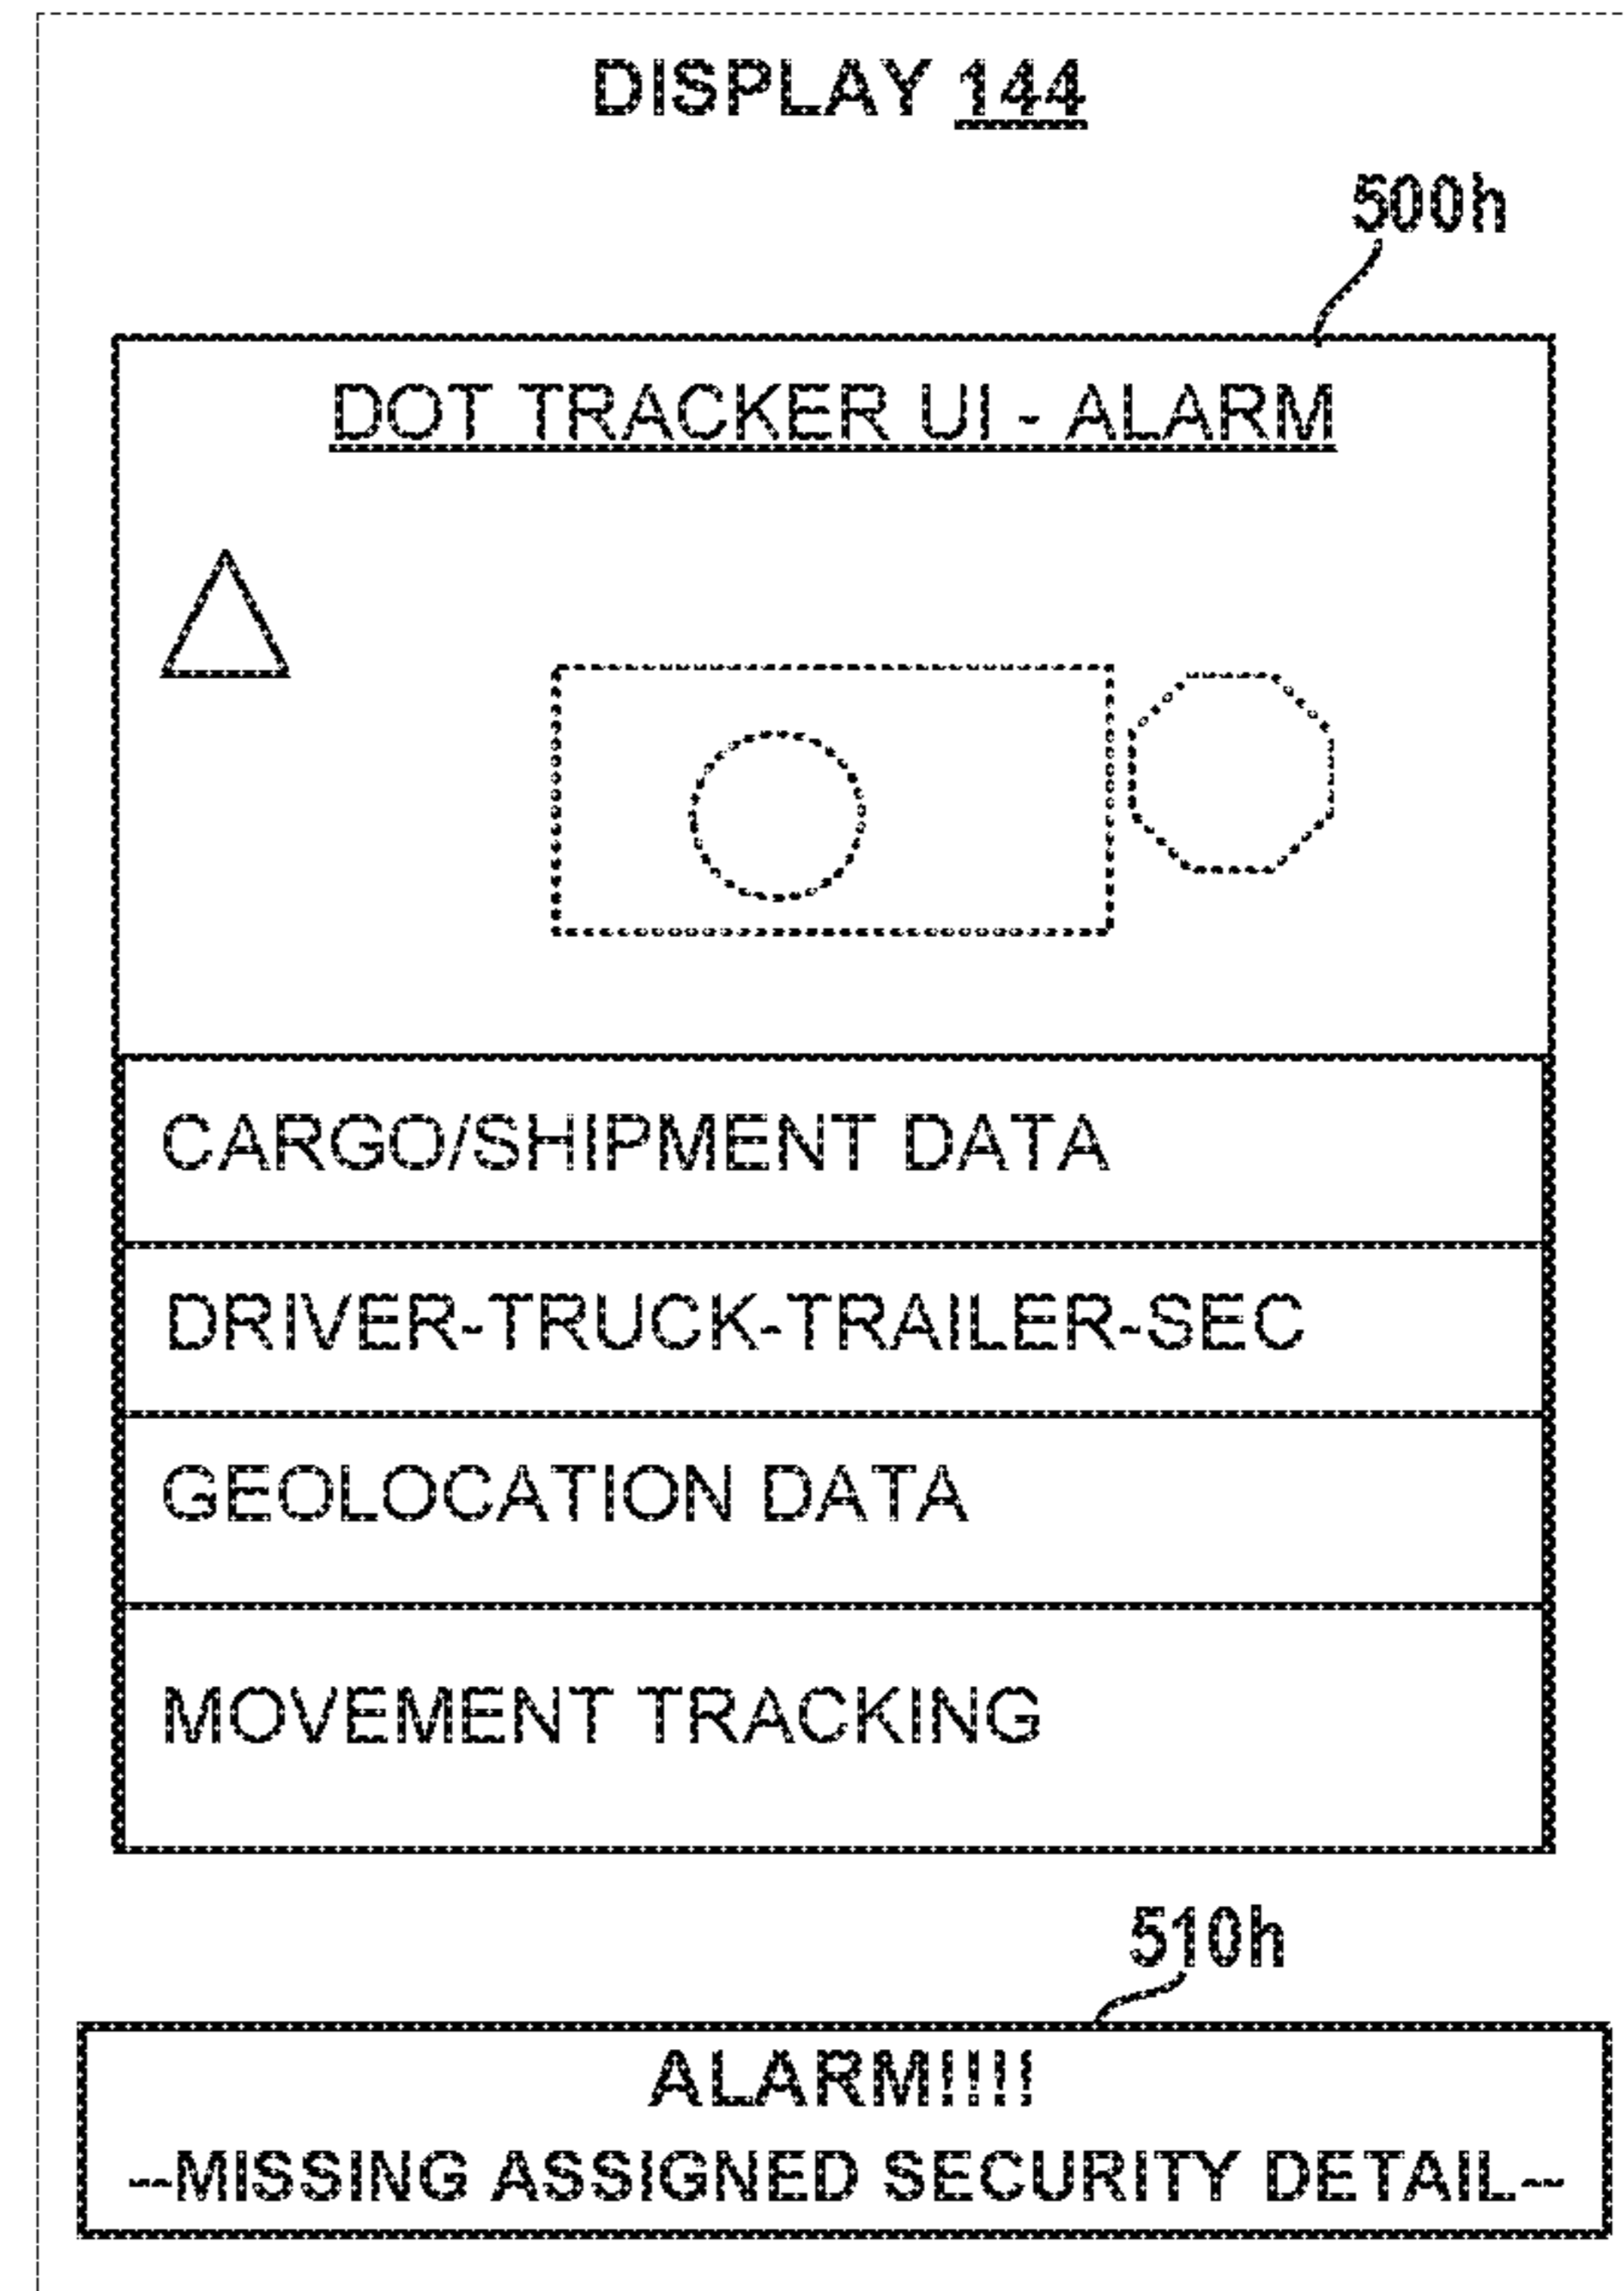 DISPLAY 144
500h
DOT TRACKER UI - ALARM
CARGO/SHIPMENT DATA
DRIVER-TRUCK-TRAILER-SEC
GEOLOCATION DATA
MOVEMENT TRACKING
510h
ALARM!!!!
--MISSING ASSIGNED SECURITY DETAIL--